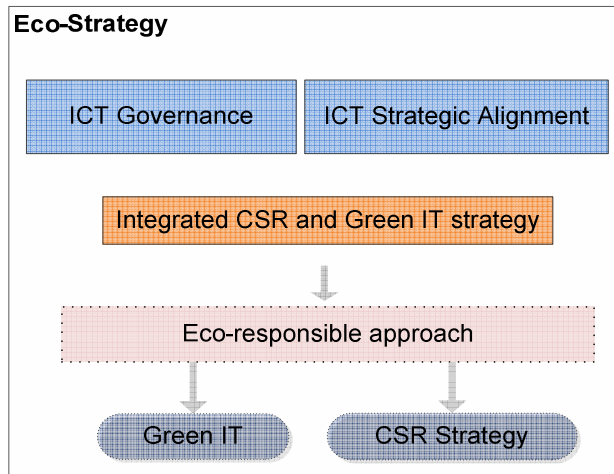 Eco-Strategy
ICT Governance
ICT Strategic Alignment
Integrated CSR and Green IT strategy
Eco-responsible approach
Green IT
CSR Strategy